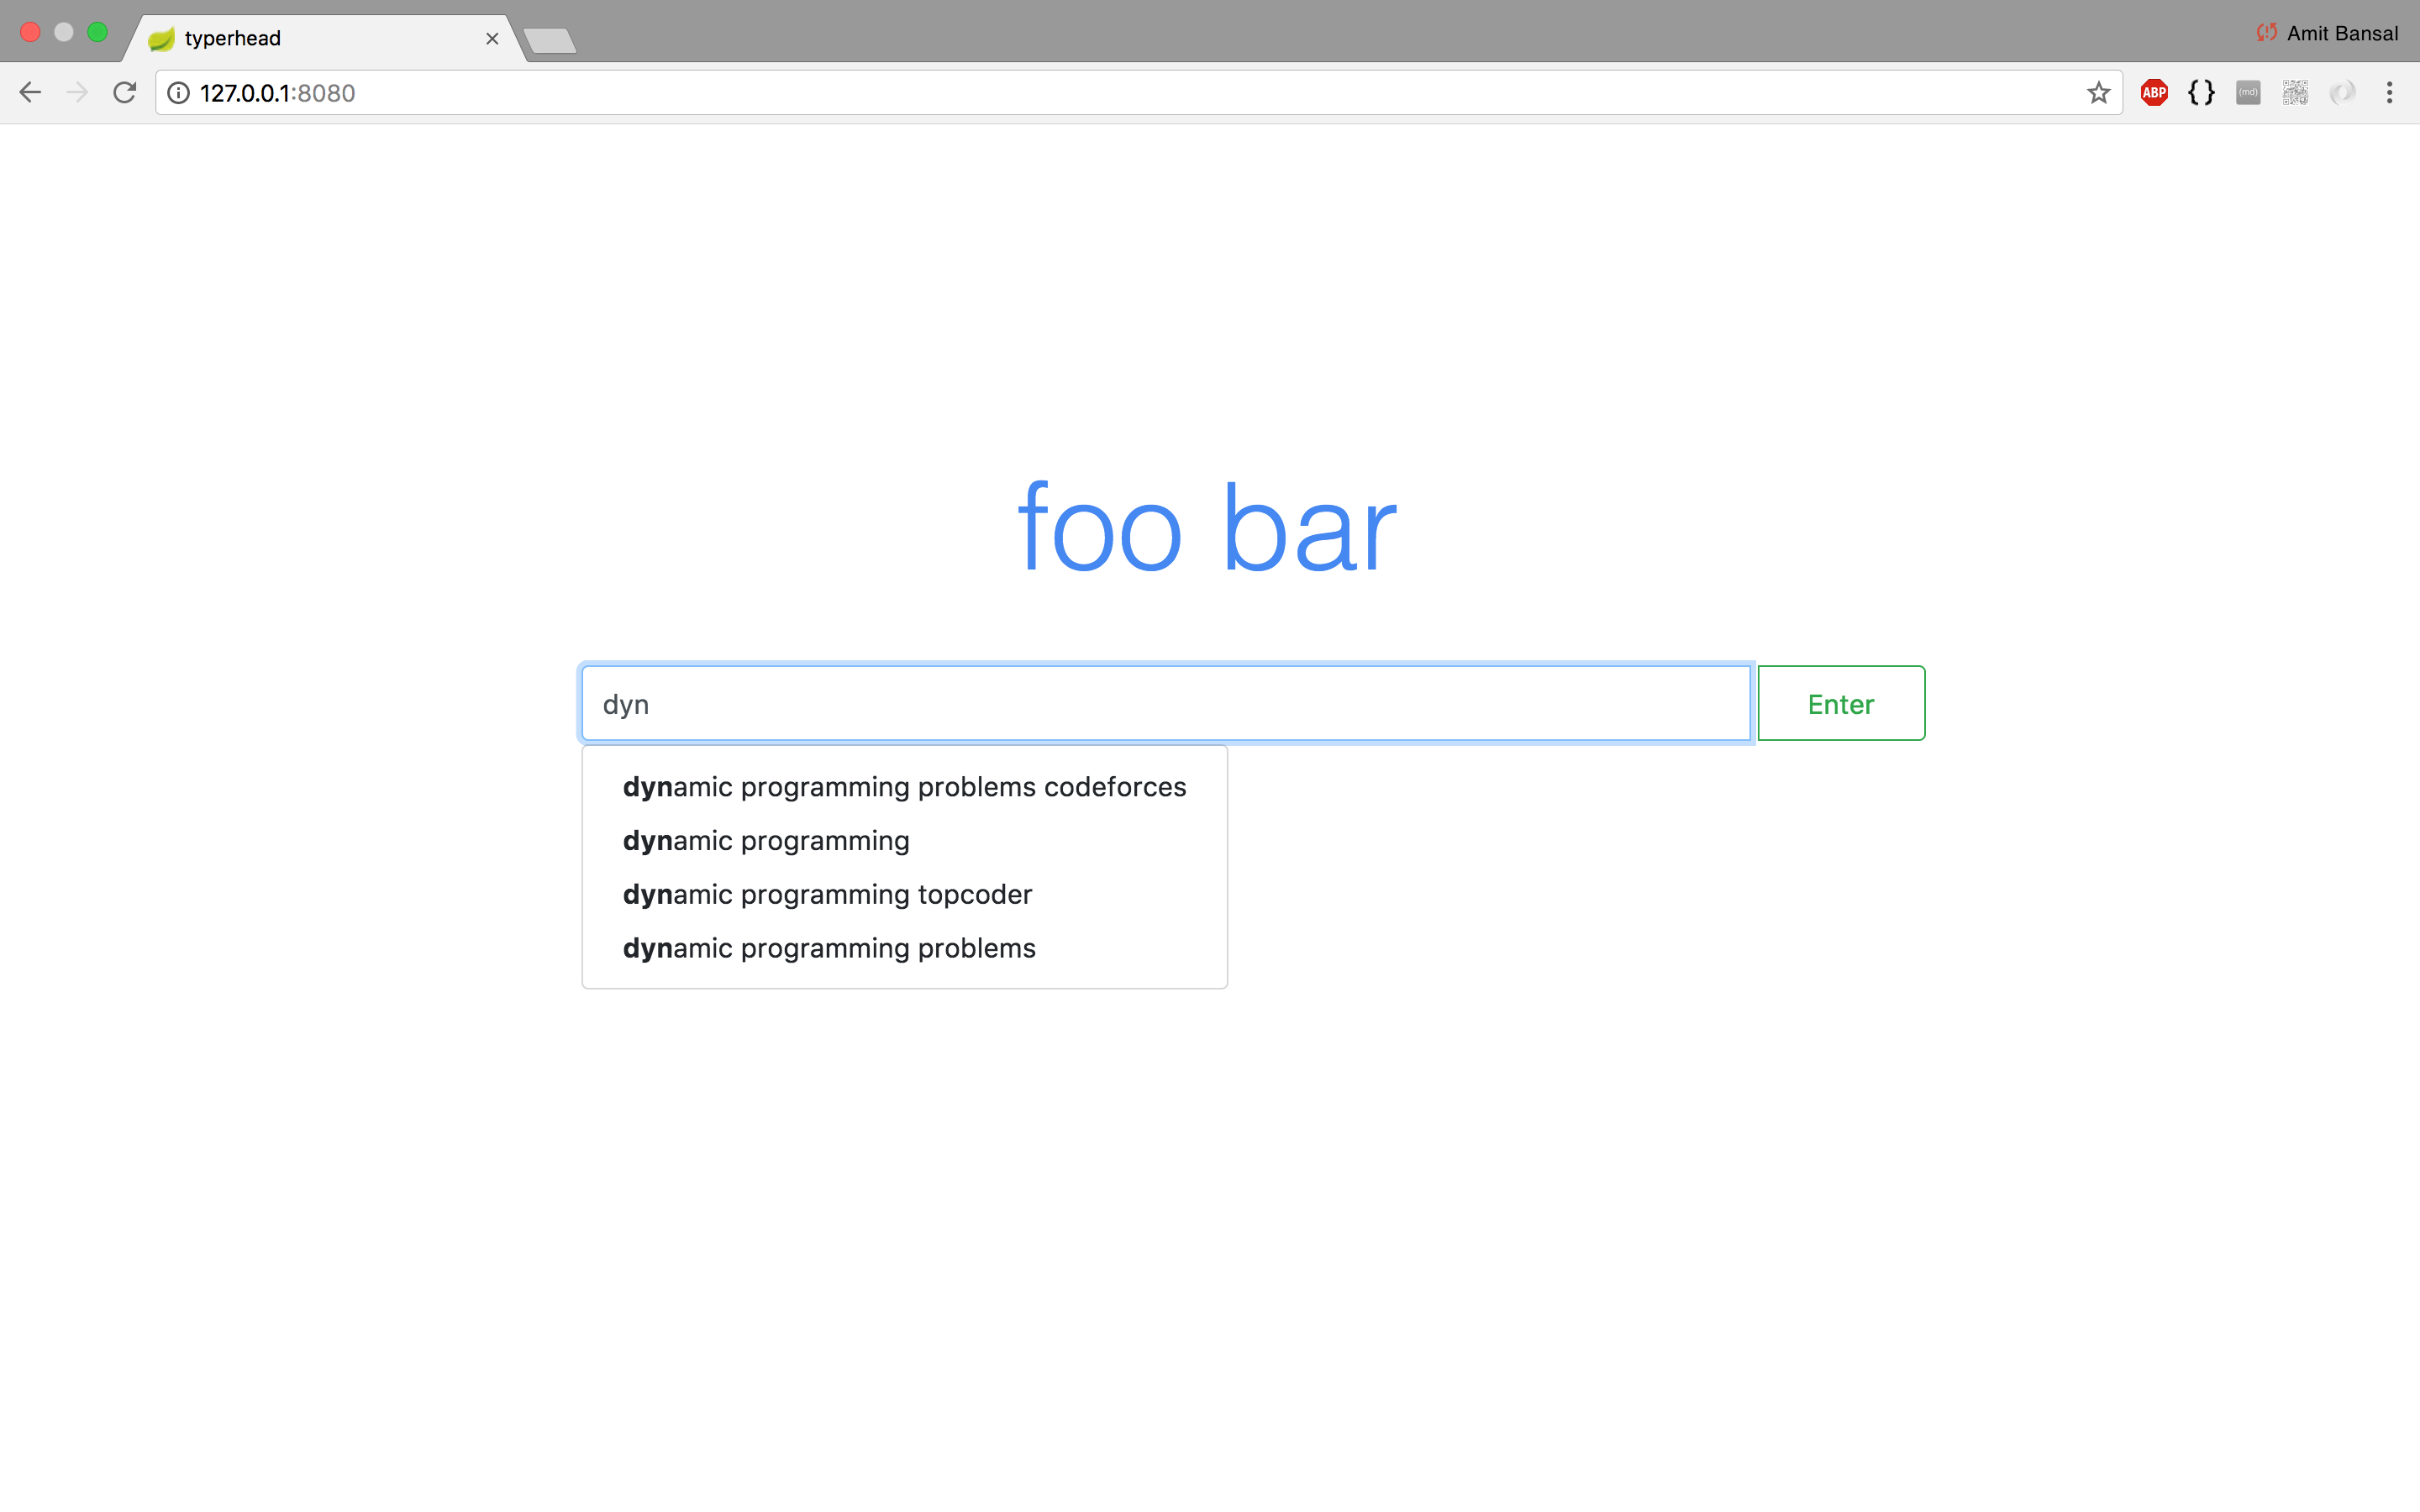 typerhead
Amit Bansal
127.0.0.1:8080
ABP
{}
(md)
foo bar
dyn
Enter
dynamic programming problems codeforces
dynamic programming
dynamic programming topcoder
dynamic programming problems